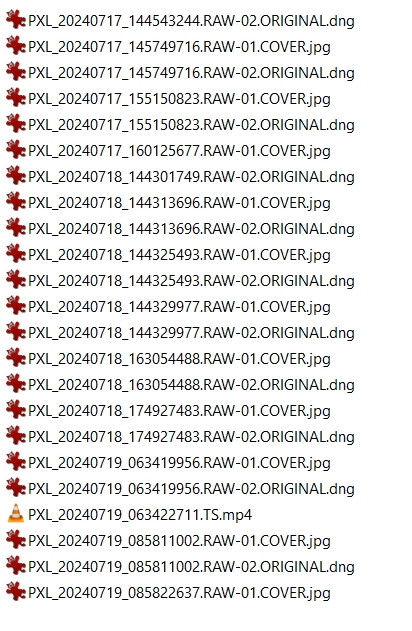 PXL_20240717_144543244.RAW-02.ORIGINAL.dng
PXL_20240717_145749716.RAW-01.COVER.jpg
PXL_20240717_145749716.RAW-02.ORIGINAL.dng
PXL_20240717_155150823.RAW-01.COVER.jpg
PXL_20240717_155150823.RAW-02.ORIGINAL.dng
PXL_20240717_160125677.RAW-01.COVER.jpg
PXL_20240718_144301749.RAW-02.ORIGINAL.dng
PXL_20240718_144313696.RAW-01.COVER.jpg
PXL_20240718_144313696.RAW-02.ORIGINAL.dng
PXL_20240718_144325493.RAW-01.COVER.jpg
PXL_20240718_144325493.RAW-02.ORIGINAL.dng
PXL_20240718_144329977.RAW-01.COVER.jpg
PXL_20240718_144329977.RAW-02.ORIGINAL.dng
PXL_20240718_163054488.RAW-01.COVER.jpg
PXL_20240718_163054488.RAW-02.ORIGINAL.dng
PXL_20240718_174927483.RAW-01.COVER.jpg
PXL_20240718_174927483.RAW-02.ORIGINAL.dng
PXL_20240719_063419956.RAW-01.COVER.jpg
PXL_20240719_063419956.RAW-02.ORIGINAL.dng
PXL_20240719_063422711.TS.mp4
PXL_20240719_085811002.RAW-01.COVER.jpg
PXL_20240719_085811002.RAW-02.ORIGINAL.dng
PXL_20240719_085822637.RAW-01.COVER.jpg